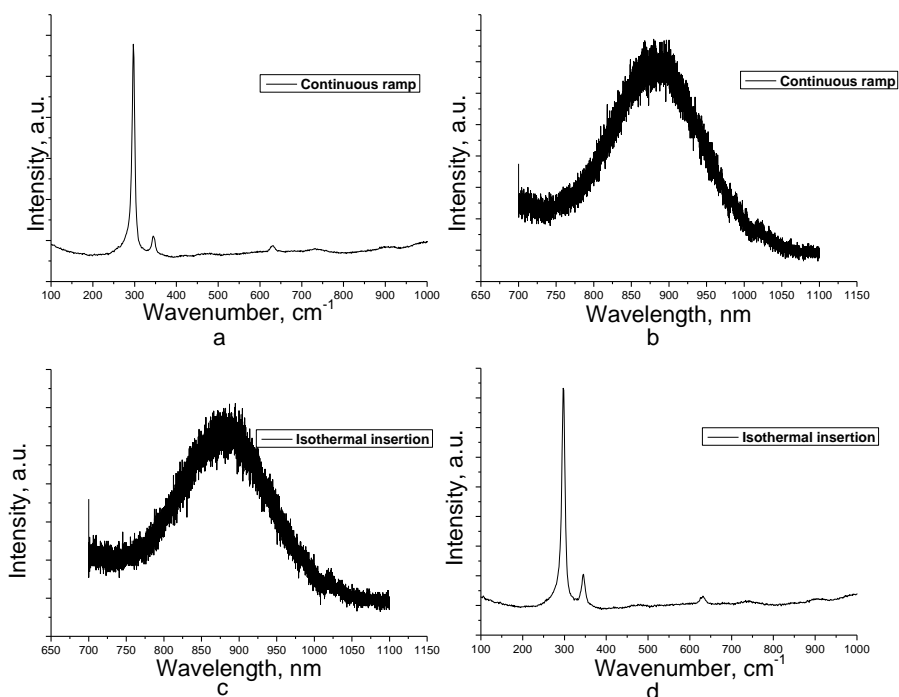 Intensity, a.u.
Continuous ramp
100 200 300 400 500 600 700 800 900 1000
Wavenumber, cm⁻¹
a
Intensity, a.u.
Continuous ramp
650 700 750 800 850 900 950 1000 1050 1100 1150
Wavelength, nm
b
Intensity, a.u.
Isothermal insertion
650 700 750 800 850 900 950 1000 1050 1100 1150
Wavelength, nm
c
Intensity, a.u.
Isothermal insertion
100 200 300 400 500 600 700 800 900 1000
Wavenumber, cm⁻¹
d